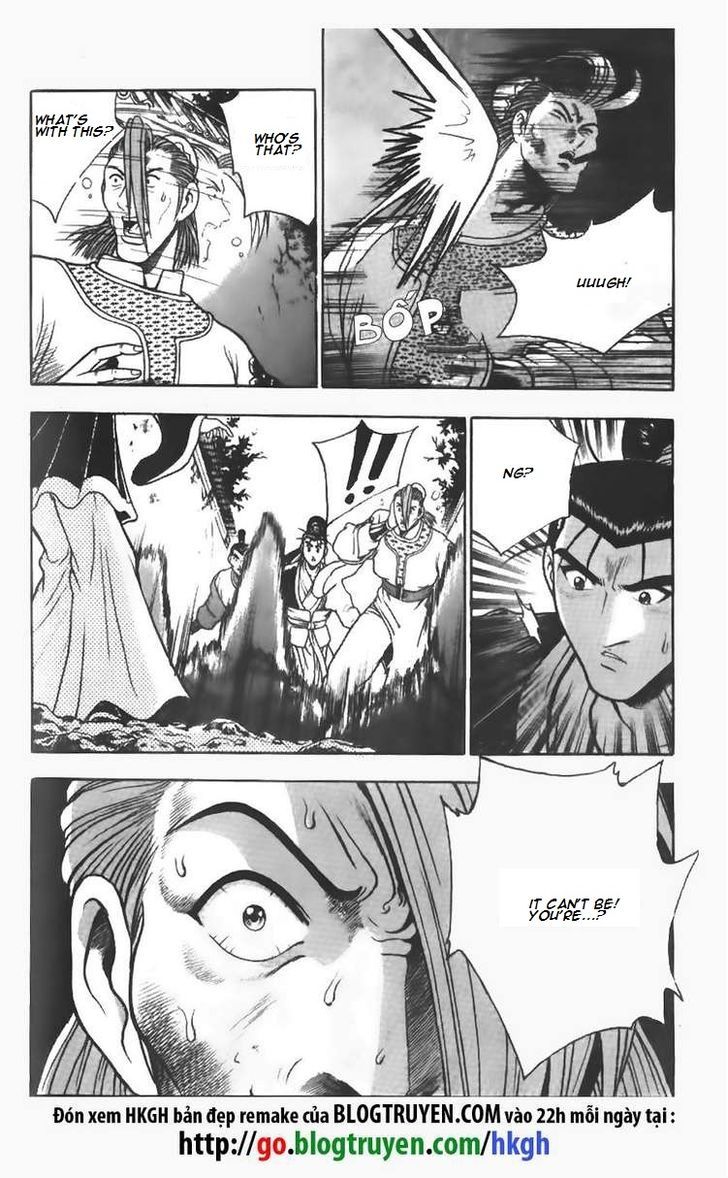 UUUGH!
BỐP
WHO'S
THAT?
WHAT'S
WITH THIS?
NG?
!!
IT CAN'T BE!
YOU'RE...?
Đón xem HKGH bản đẹp remake của BLOGTRUYEN.COM vào 22h mỗi ngày tại :
http://go.blogtruyen.com/hkgh